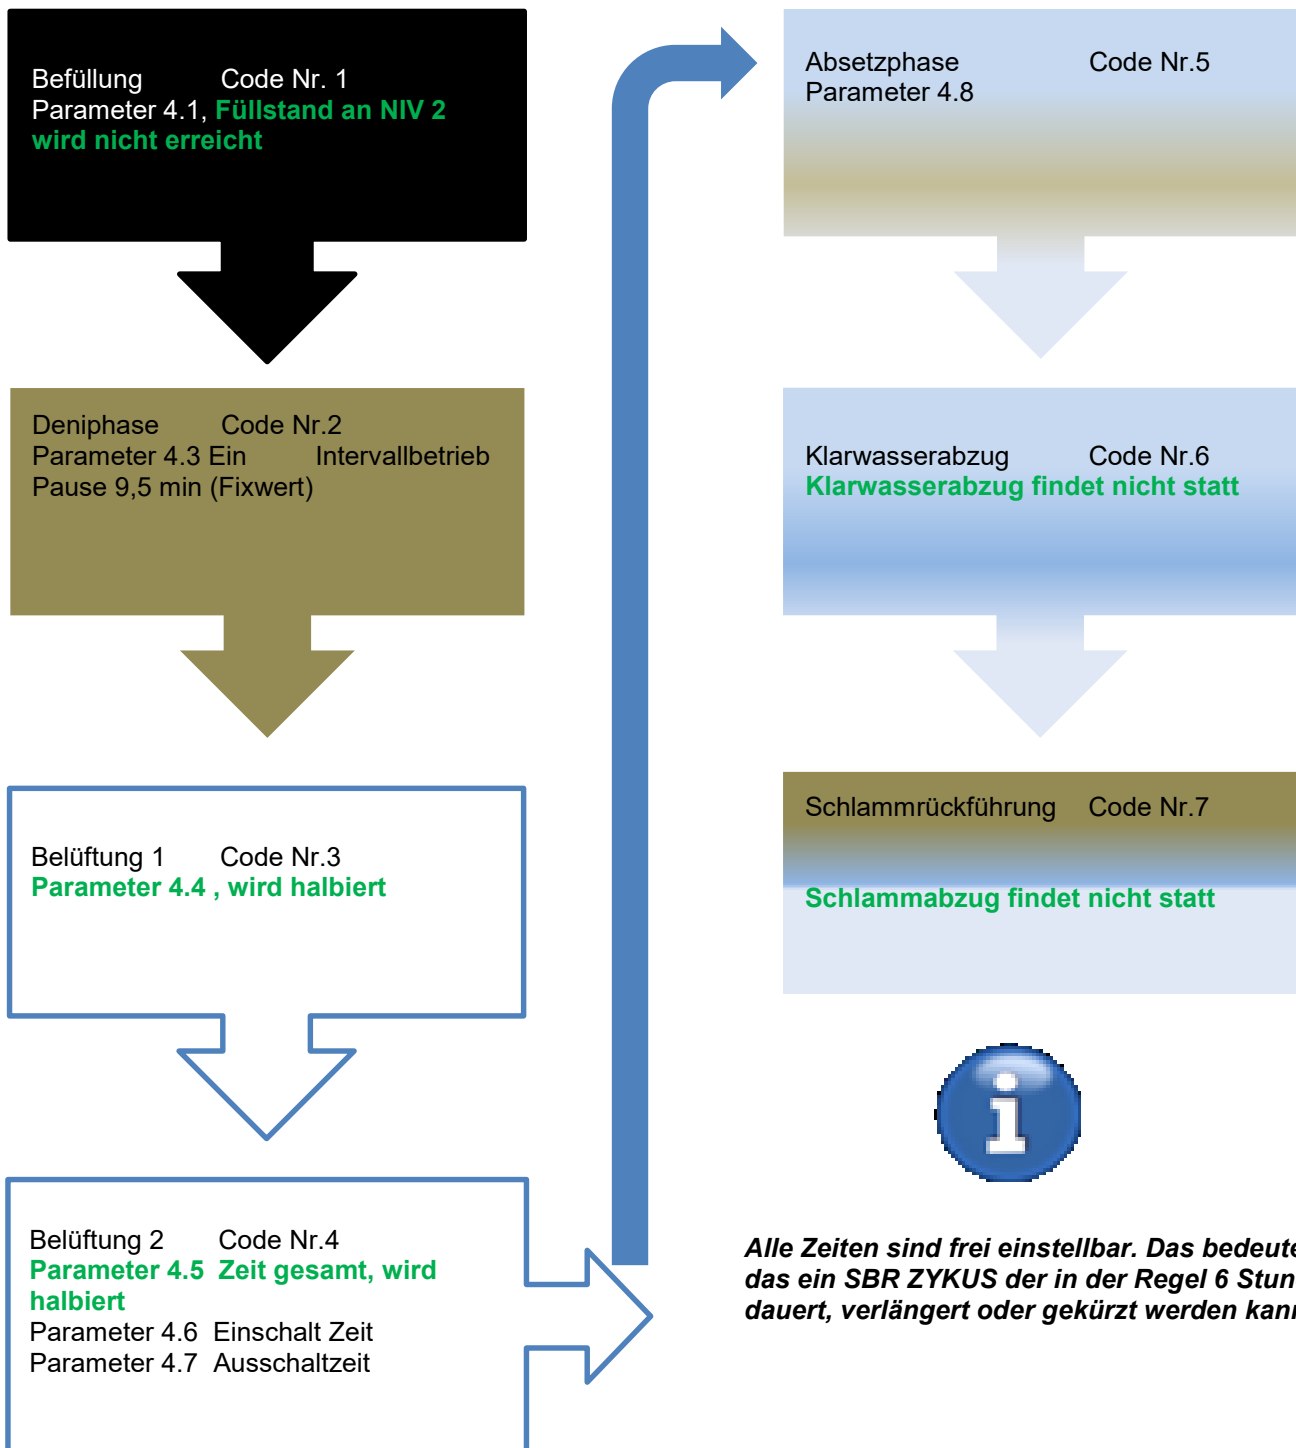 Befüllung Code Nr. 1
Parameter 4.1, Füllstand an NIV 2
wird nicht erreicht
Deniphase Code Nr.2
Parameter 4.3 Ein Intervallbetrieb
Pause 9,5 min (Fixwert)
Belüftung 1 Code Nr.3
Parameter 4.4 , wird halbiert
Belüftung 2 Code Nr.4
Parameter 4.5 Zeit gesamt, wird
halbiert
Parameter 4.6 Einschalt Zeit
Parameter 4.7 Ausschaltzeit
Absetzphase Code Nr.5
Parameter 4.8
Klarwasserabzug Code Nr.6
Klarwasserabzug findet nicht statt
Schlammrückführung Code Nr.7
Schlammabzug findet nicht statt
Alle Zeiten sind frei einstellbar. Das bedeute
das ein SBR ZYKUS der in der Regel 6 Stun
dauert, verlängert oder gekürzt werden kann